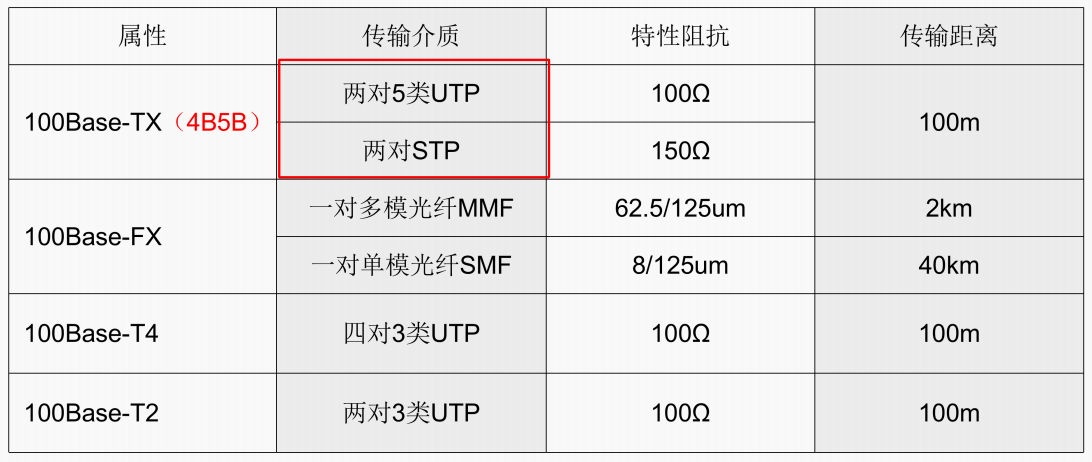 属性 传输介质 特性阻抗 传输距离
100Base-TX（4B5B） 两对5类UTP 100Ω 100m
两对STP 150Ω
100Base-FX 一对多模光纤MMF 62.5/125um 2km
一对单模光纤SMF 8/125um 40km
100Base-T4 四对3类UTP 100Ω 100m
100Base-T2 两对3类UTP 100Ω 100m